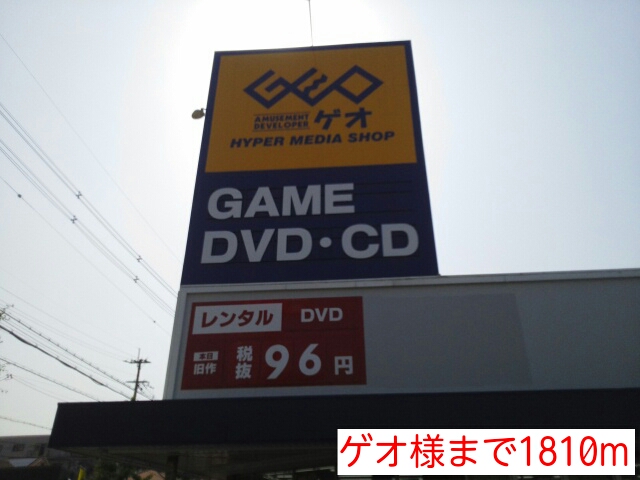 GEO
AMUSEMENT
DEVELOPER ゲオ
HYPER MEDIA SHOP
GAME
DVD・CD
レンタル DVD
本日
旧作 税抜 96円
ゲオ様まで1810m